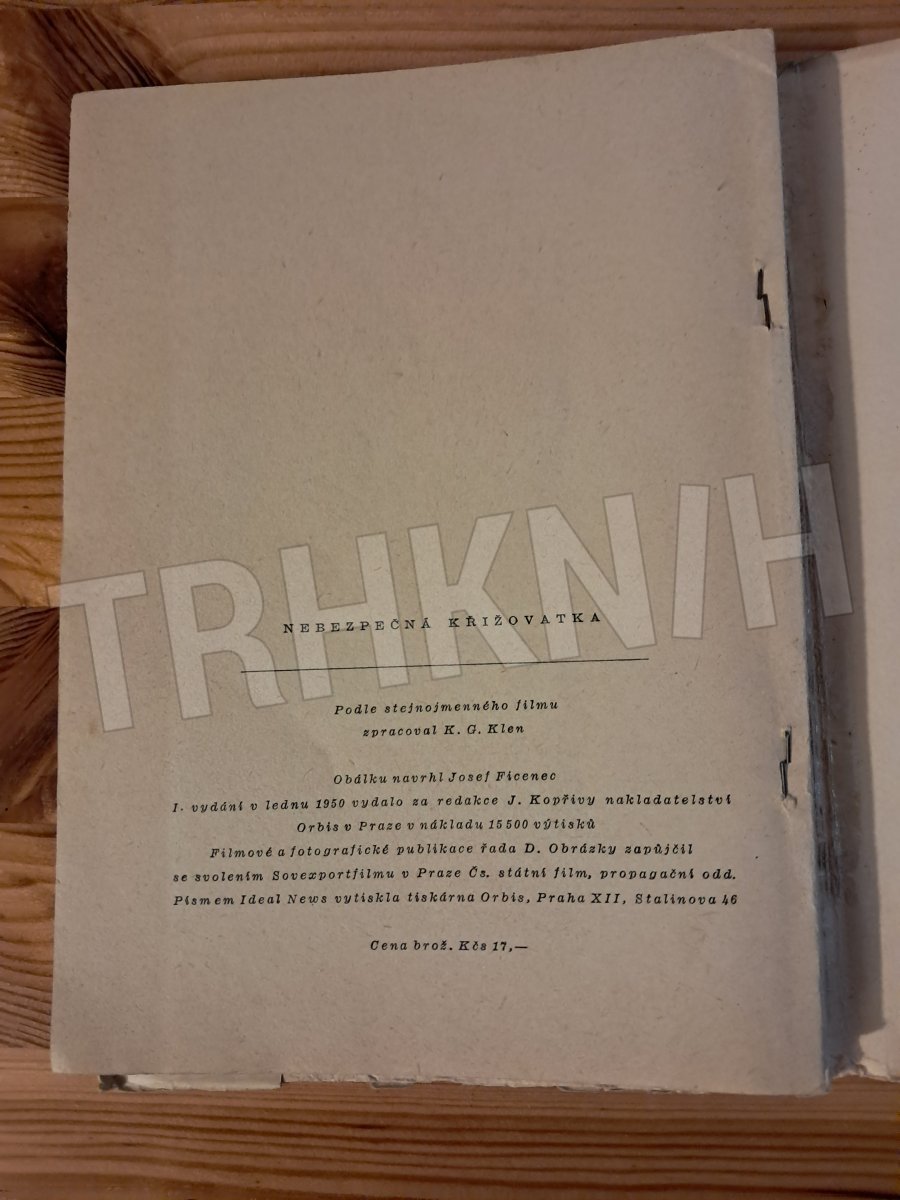 NEBEZPEČNÁ KŘIŽOVATKA
Podle stejnojmenného filmu
zpracoval K. G. Klen
Obálku navrhl Josef Ficenec
I. vydání v lednu 1950 vydalo za redakce J. Kopřivy nakladatelství
Orbis v Praze v nákladu 15 500 výtisků
Filmové a fotografické publikace řada D. Obrázky zapůjčil
se svolením Sovexportfilmu v Praze Čs. státní film, propagační odd.
Písmem Ideal News vytiskla tiskárna Orbis, Praha XII, Stalinova 46
Cena brož. Kčs 17,—
TRHKNIH